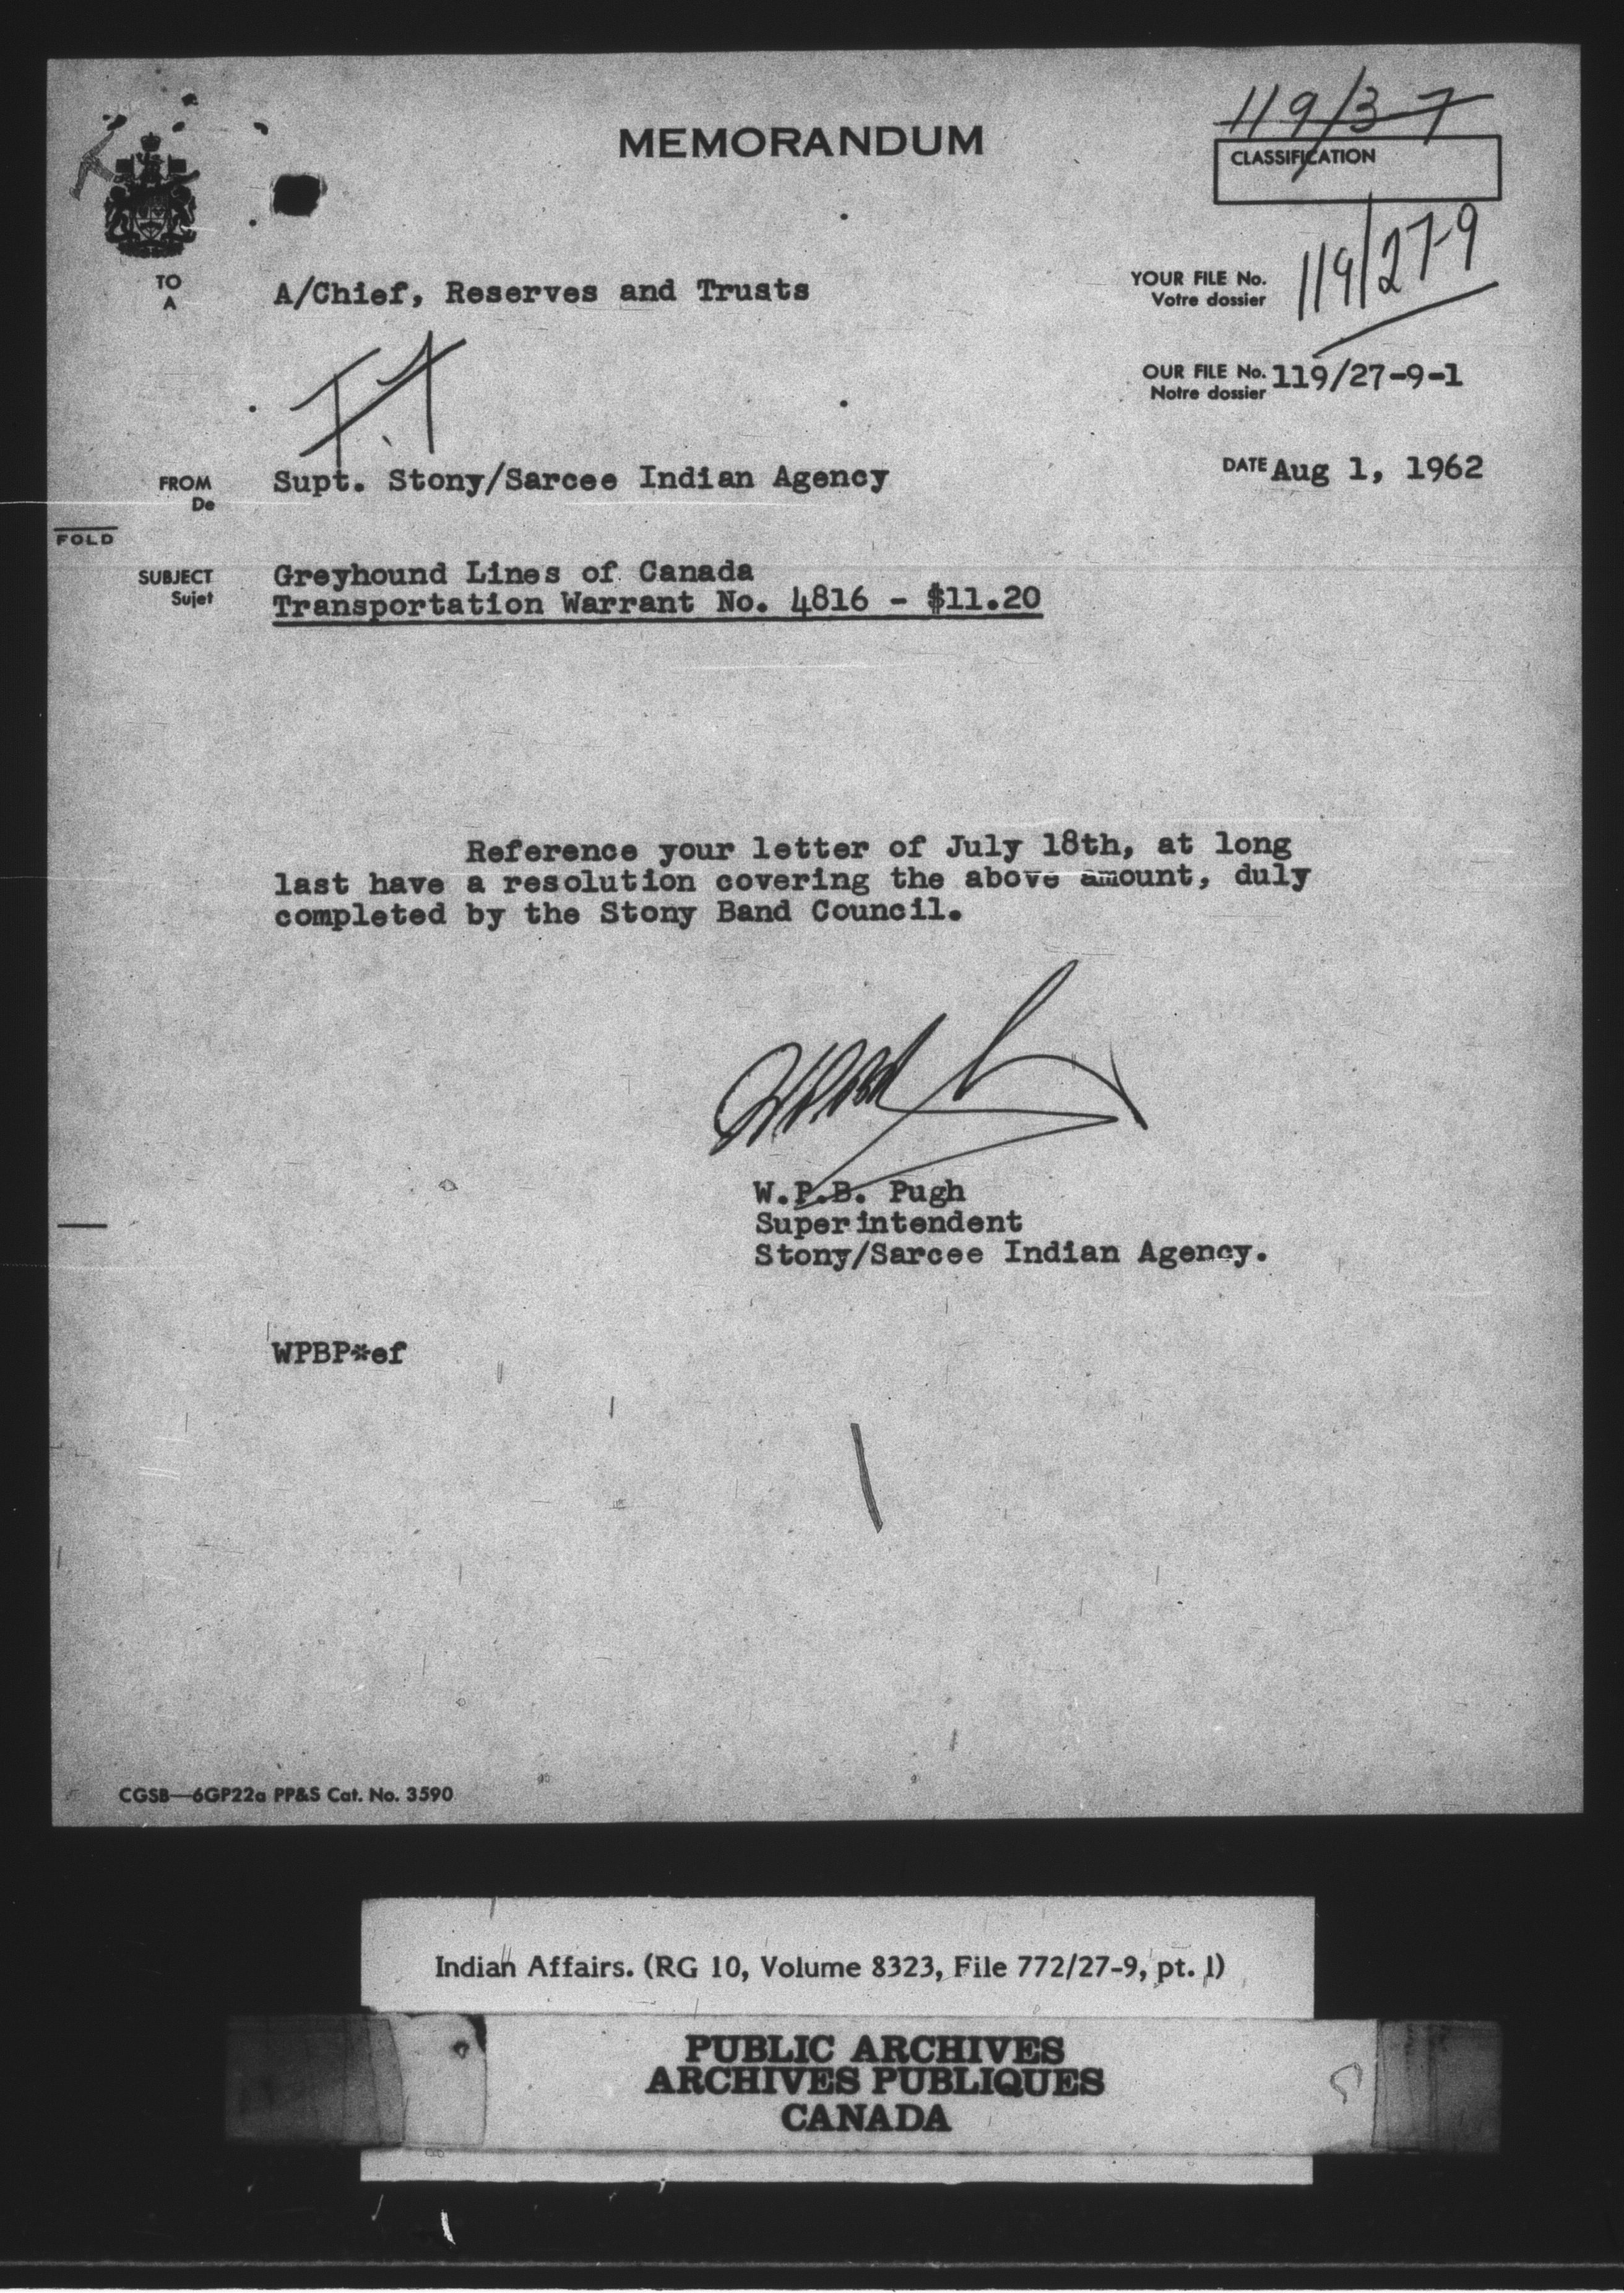 119/3-7
MEMORANDUM
CLASSIFICATION
TO
A
A/Chief, Reserves and Trusts
YOUR FILE No.
Votre dossier
119/27-9
OUR FILE No. 119/27-9-1
Notre dossier
FROM
De
Supt. Stony/Sarcee Indian Agency
DATE Aug 1, 1962
FOLD
SUBJECT
Sujet
Greyhound Lines of Canada
Transportation Warrant No. 4816 - $11.20
Reference your letter of July 18th, at long
last have a resolution covering the above amount, duly
completed by the Stony Band Council.
W.P.B. Pugh
Superintendent
Stony/Sarcee Indian Agency.
WPBP*ef
CGSB—6GP22a PP&S Cat. No. 3590
Indian Affairs. (RG 10, Volume 8323, File 772/27-9, pt. 1)
PUBLIC ARCHIVES
ARCHIVES PUBLIQUES
CANADA